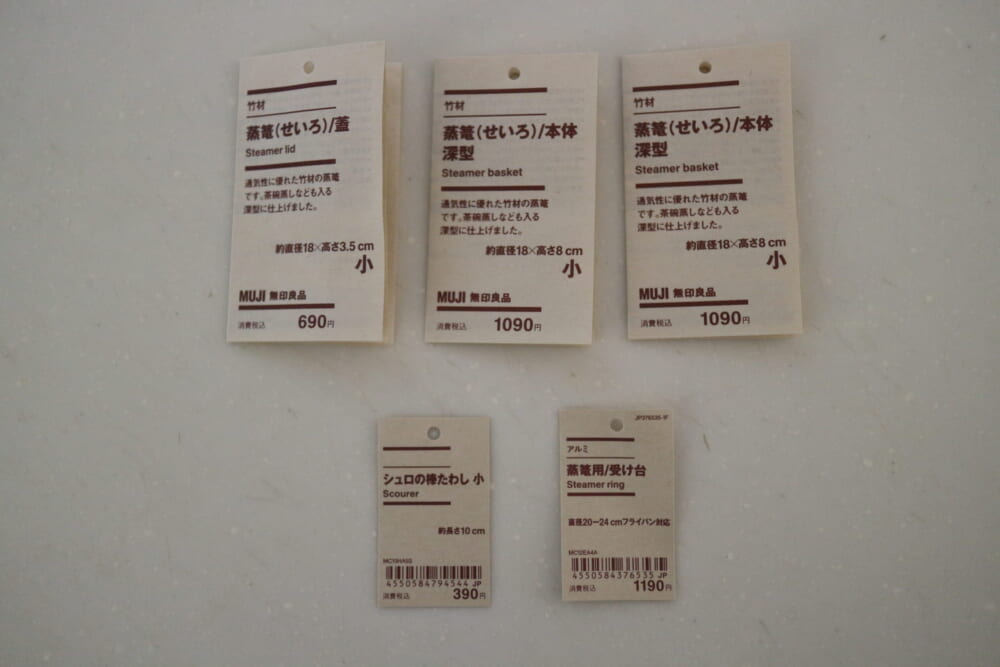 竹材
蒸篭(せいろ)/蓋
Steamer lid
通気性に優れた竹材の蒸篭
です。茶碗蒸しなども入る
深型に仕上げました。
約直径18×高さ3.5 cm
小
MUJI 無印良品
消費税込 690円
竹材
蒸篭(せいろ)/本体
深型
Steamer basket
通気性に優れた竹材の蒸篭
です。茶碗蒸しなども入る
深型に仕上げました。
約直径18×高さ8 cm
小
MUJI 無印良品
消費税込 1090円
竹材
蒸篭(せいろ)/本体
深型
Steamer basket
通気性に優れた竹材の蒸篭
です。茶碗蒸しなども入る
深型に仕上げました。
約直径18×高さ8 cm
小
MUJI 無印良品
消費税込 1090円
シュロの棒たわし 小
Scourer
約長さ10 cm
4550584794544 JP
消費税込 390円
JP376535-1F
アルミ
蒸篭用/受け台
Steamer ring
直径20ー24 cmフライパン対応
MC12EA4A
4550584376535 JP
消費税込 1190円